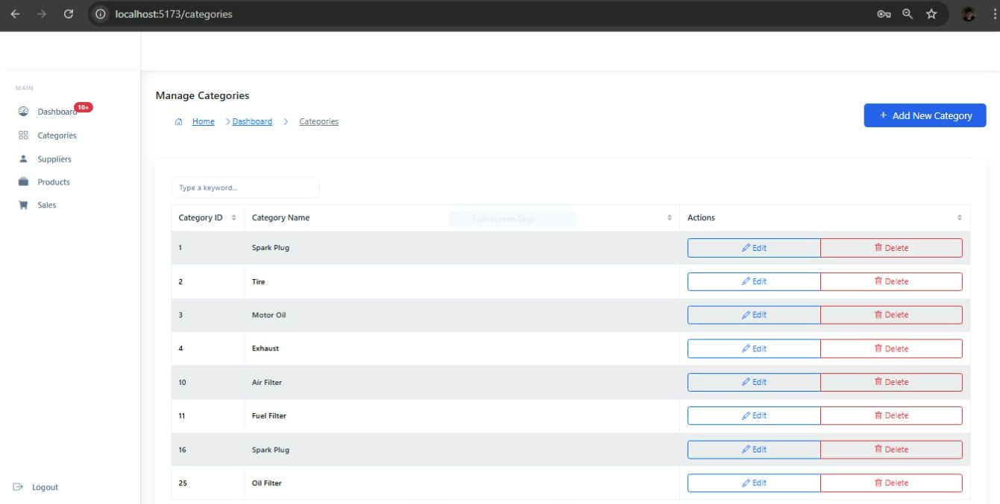 localhost:5173/categories
MAIN
Dashboard 10+
Categories
Suppliers
Products
Sales
Logout
Manage Categories
Home > Dashboard > Categories
+ Add New Category
Type a keyword...
Category ID Category Name Full-screen Snip Actions
1 Spark Plug Edit Delete
2 Tire Edit Delete
3 Motor Oil Edit Delete
4 Exhaust Edit Delete
10 Air Filter Edit Delete
11 Fuel Filter Edit Delete
16 Spark Plug Edit Delete
25 Oil Filter Edit Delete